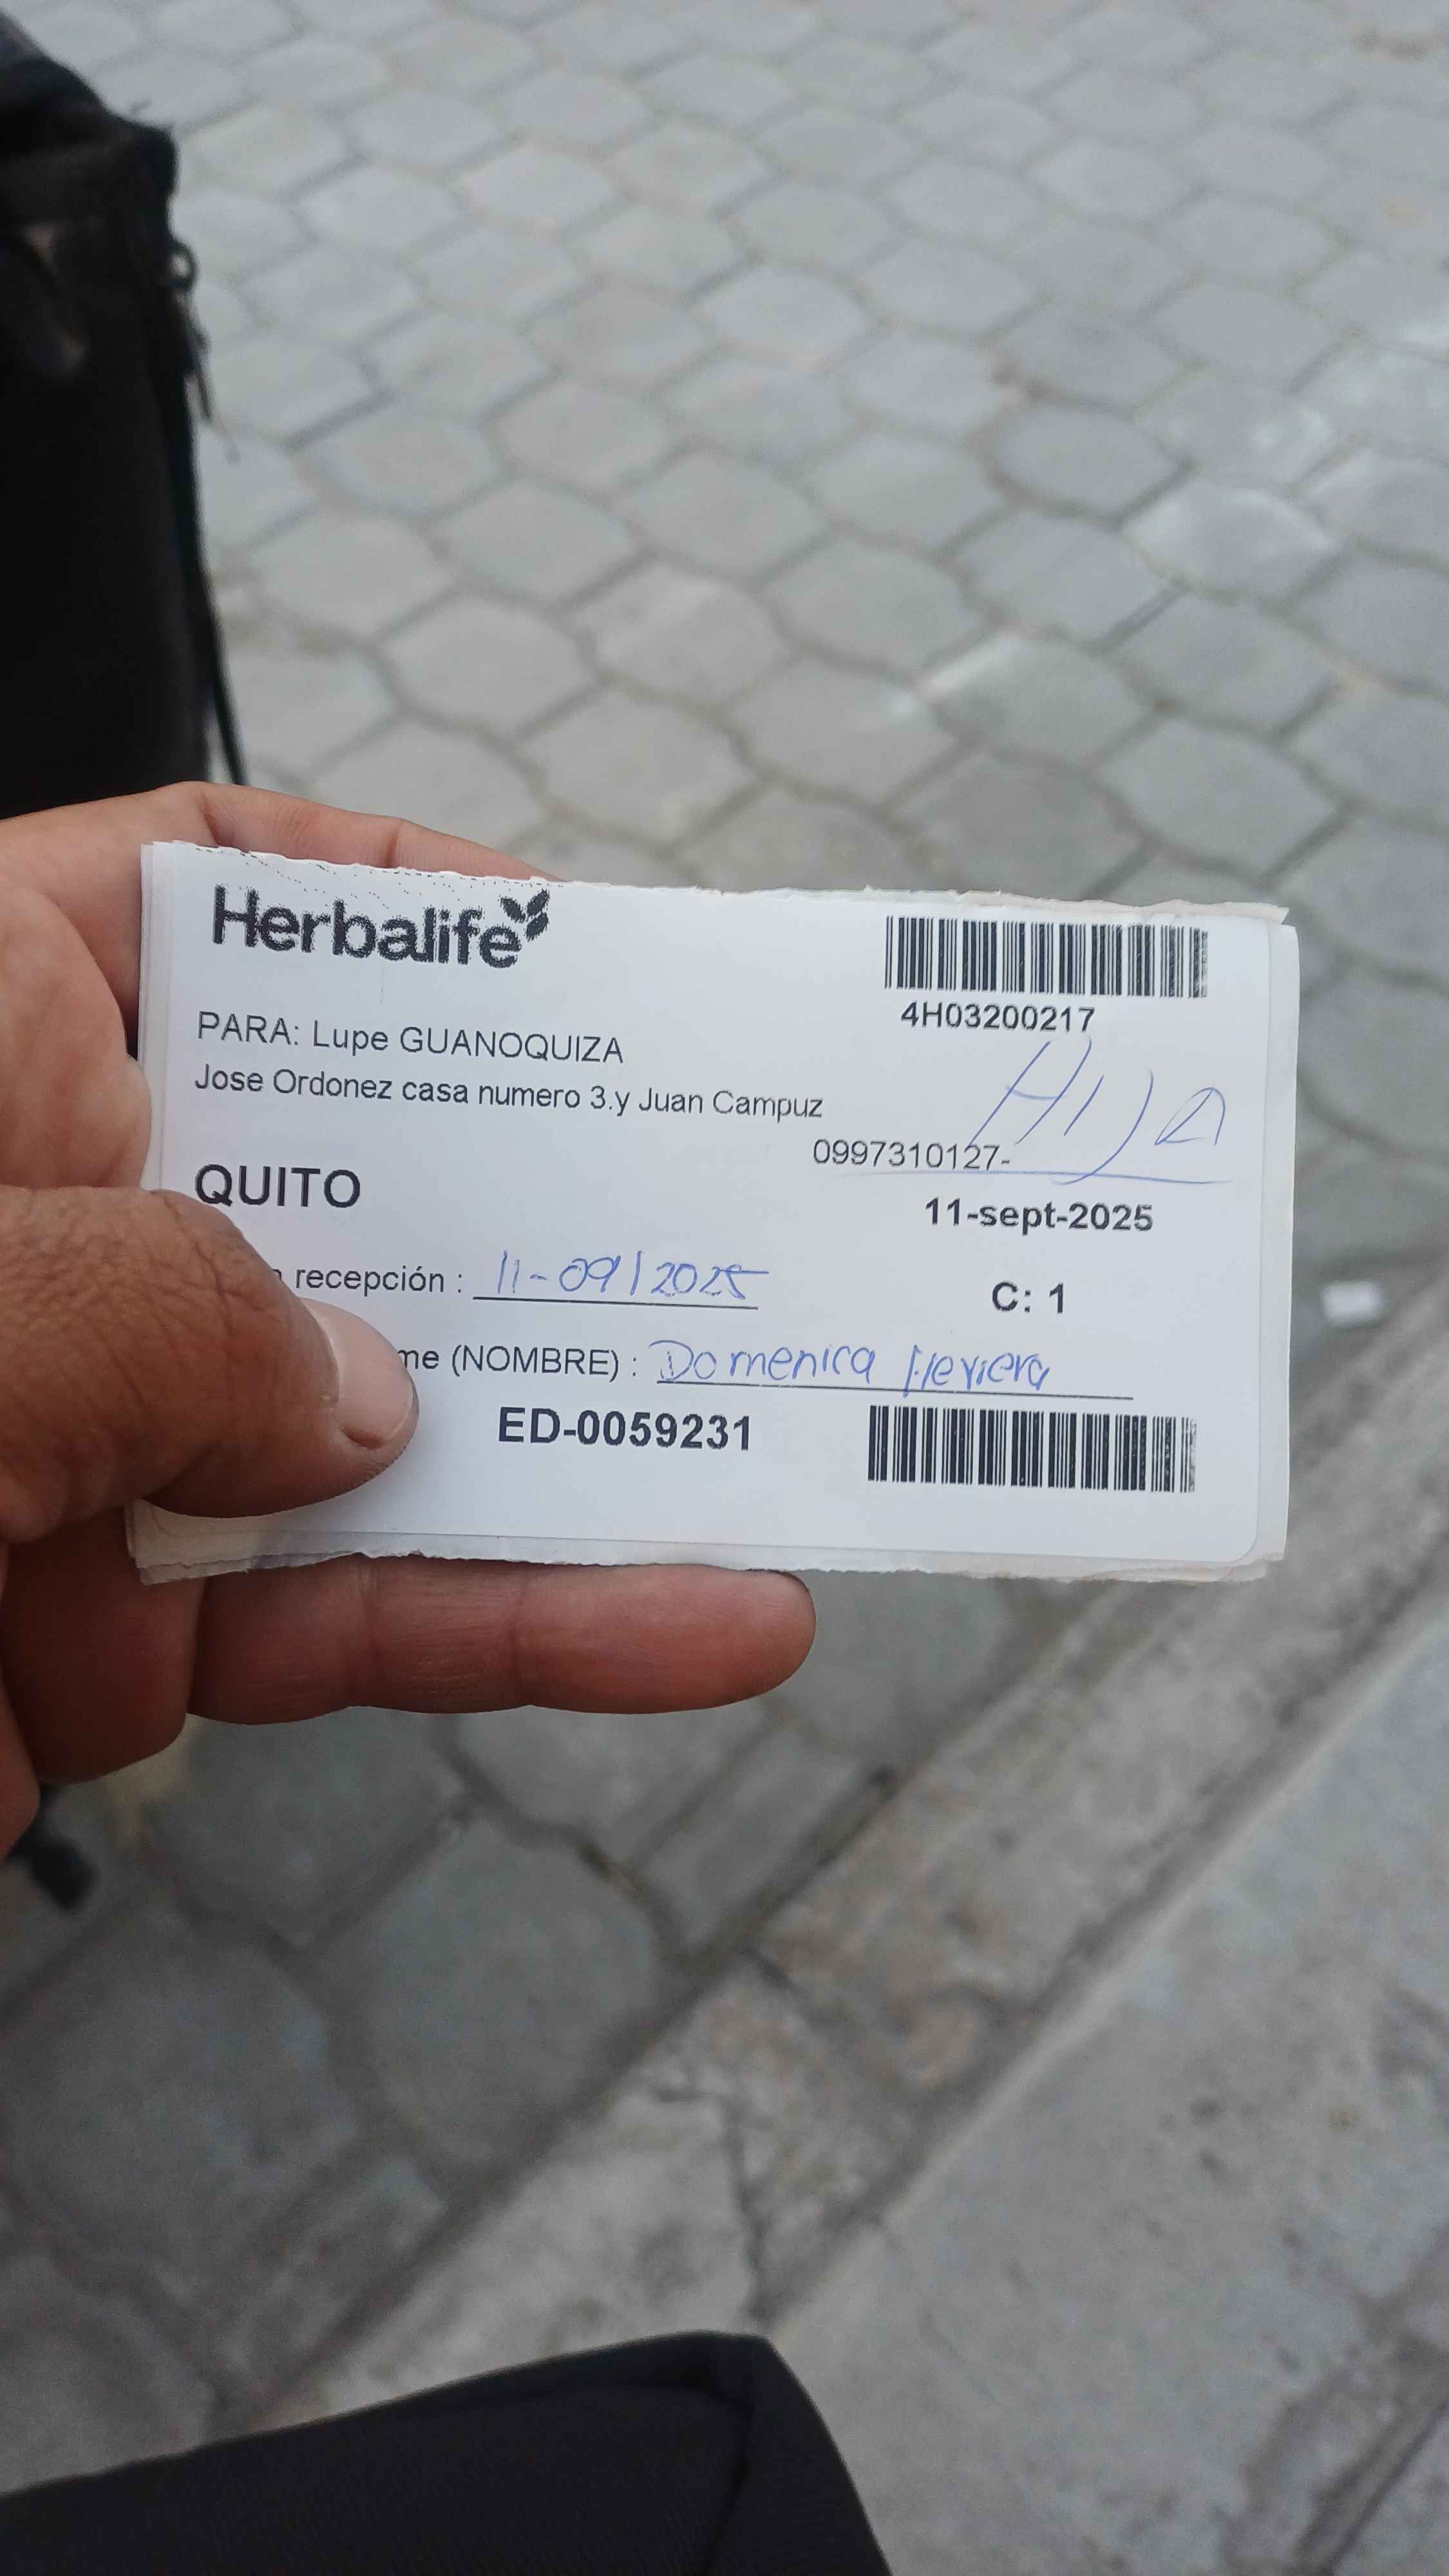 Herbalife
4H03200217
PARA: Lupe GUANOQUIZA
Jose Ordonez casa numero 3.y Juan Campuz
HIJA
0997310127-
QUITO
11-sept-2025
recepción : 11-09/2025
C: 1
me (NOMBRE) : Domenica Herrera
ED-0059231